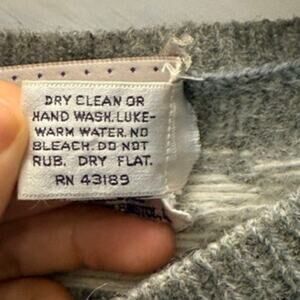 DRY CLEAN OR
HAND WASH. LUKE-
WARM WATER. NO
BLEACH. DO NOT
RUB. DRY FLAT.
RN 43189